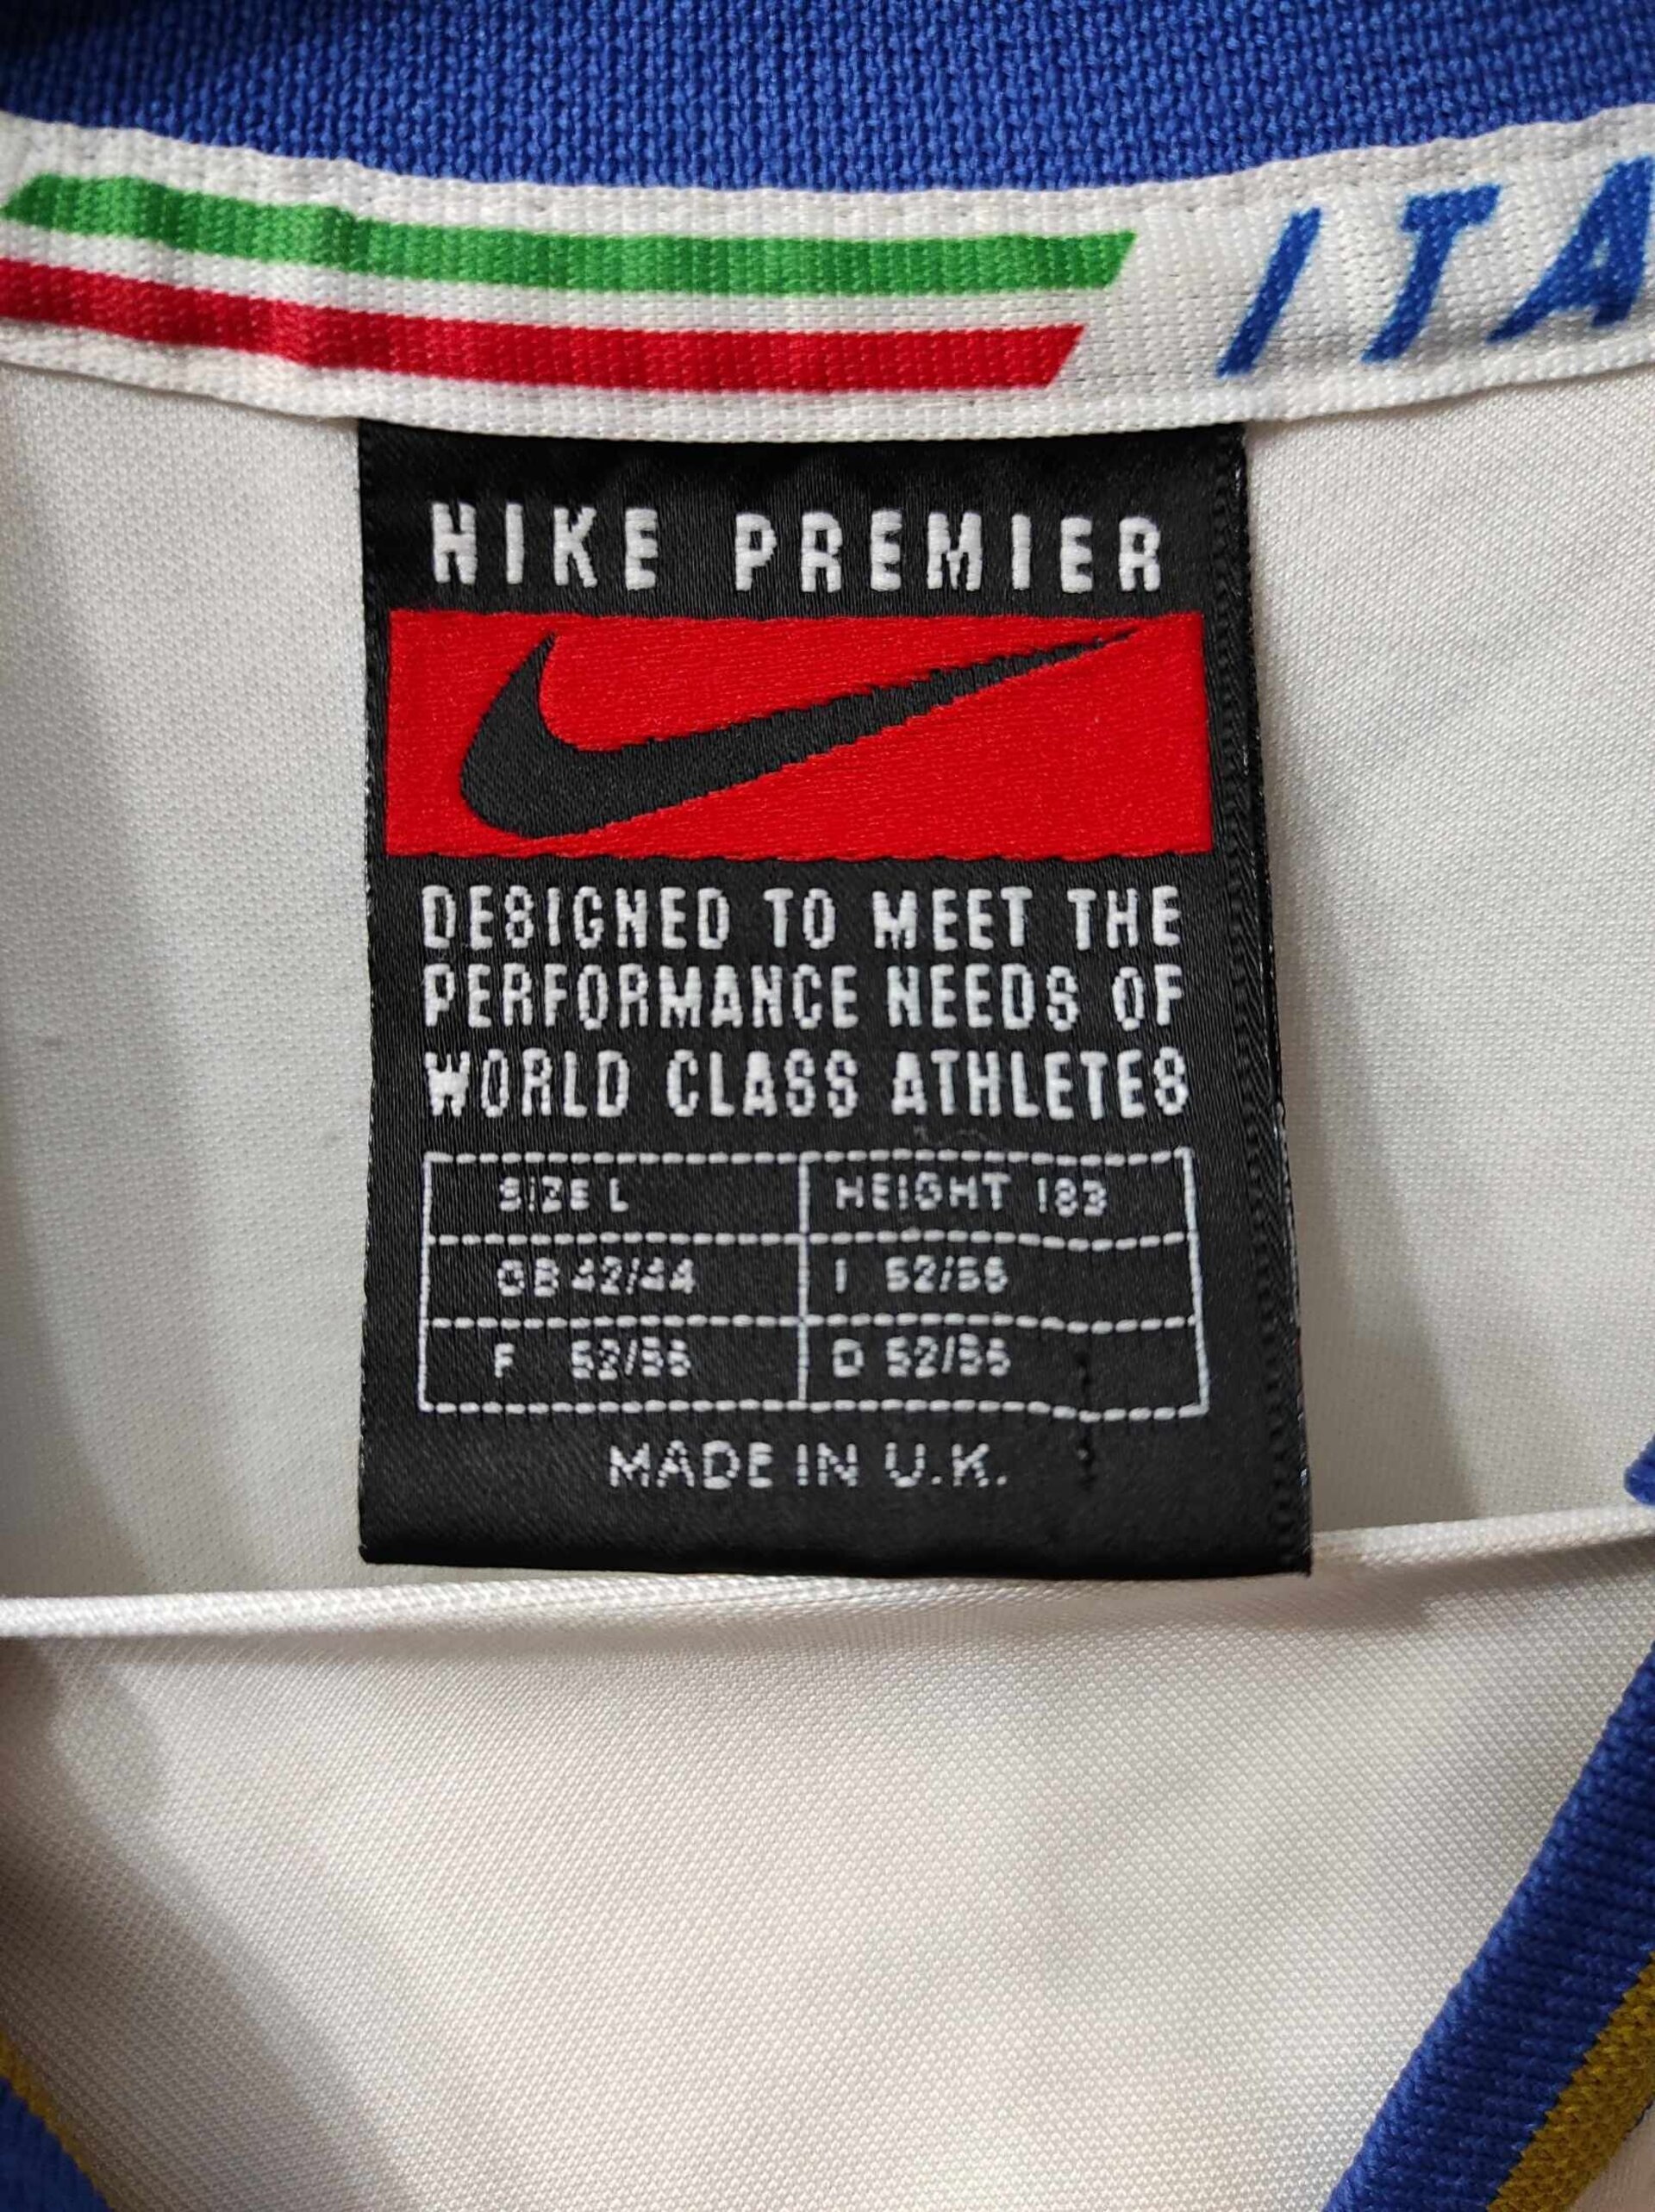 ITA
NIKE PREMIER
DESIGNED TO MEET THE
PERFORMANCE NEEDS OF
WORLD CLASS ATHLETES
SIZE L HEIGHT 183
GB 42/44 I 52/56
F 52/56 D 52/56
MADE IN U.K.